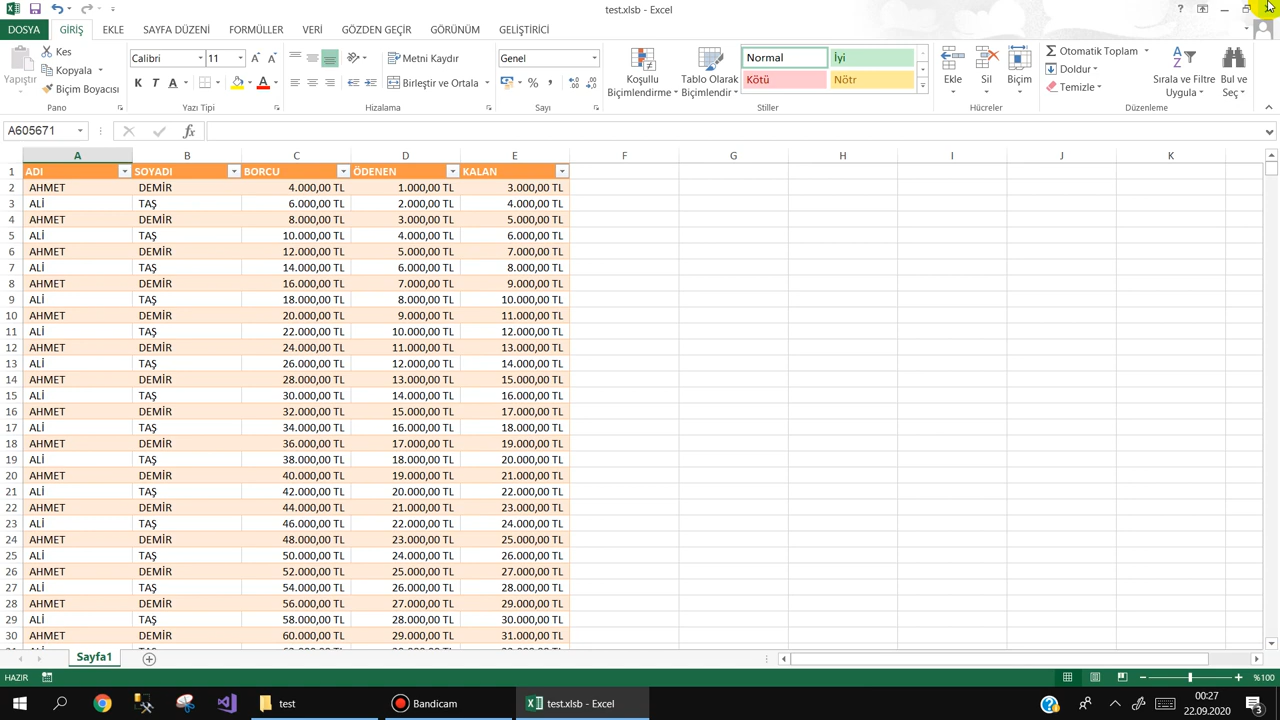 test.xlsb - Excel
?
DOSYA GİRİŞ EKLE SAYFA DÜZENİ FORMÜLLER VERİ GÖZDEN GEÇİR GÖRÜNÜM GELİŞTİRİCİ
Yapıştır
Kes
Kopyala
Biçim Boyacısı
Pano
Calibri 11
K T A A
Yazı Tipi
Metni Kaydır
Birleştir ve Ortala
Hizalama
Genel
%
Sayı
Koşullu Biçimlendirme
Tablo Olarak Biçimlendir
Normal İyi
Kötü Nötr
Stiller
Ekle Sil Biçim
Hücreler
Otomatik Toplam
Doldur
Temizle
Sırala ve Filtre Uygula
Bul ve Seç
Düzenleme
A605671 fx
A B C D E F G H I J K
1 ADI SOYADI BORCU ÖDENEN KALAN
2 AHMET DEMİR 4.000,00 TL 1.000,00 TL 3.000,00 TL
3 ALİ TAŞ 6.000,00 TL 2.000,00 TL 4.000,00 TL
4 AHMET DEMİR 8.000,00 TL 3.000,00 TL 5.000,00 TL
5 ALİ TAŞ 10.000,00 TL 4.000,00 TL 6.000,00 TL
6 AHMET DEMİR 12.000,00 TL 5.000,00 TL 7.000,00 TL
7 ALİ TAŞ 14.000,00 TL 6.000,00 TL 8.000,00 TL
8 AHMET DEMİR 16.000,00 TL 7.000,00 TL 9.000,00 TL
9 ALİ TAŞ 18.000,00 TL 8.000,00 TL 10.000,00 TL
10 AHMET DEMİR 20.000,00 TL 9.000,00 TL 11.000,00 TL
11 ALİ TAŞ 22.000,00 TL 10.000,00 TL 12.000,00 TL
12 AHMET DEMİR 24.000,00 TL 11.000,00 TL 13.000,00 TL
13 ALİ TAŞ 26.000,00 TL 12.000,00 TL 14.000,00 TL
14 AHMET DEMİR 28.000,00 TL 13.000,00 TL 15.000,00 TL
15 ALİ TAŞ 30.000,00 TL 14.000,00 TL 16.000,00 TL
16 AHMET DEMİR 32.000,00 TL 15.000,00 TL 17.000,00 TL
17 ALİ TAŞ 34.000,00 TL 16.000,00 TL 18.000,00 TL
18 AHMET DEMİR 36.000,00 TL 17.000,00 TL 19.000,00 TL
19 ALİ TAŞ 38.000,00 TL 18.000,00 TL 20.000,00 TL
20 AHMET DEMİR 40.000,00 TL 19.000,00 TL 21.000,00 TL
21 ALİ TAŞ 42.000,00 TL 20.000,00 TL 22.000,00 TL
22 AHMET DEMİR 44.000,00 TL 21.000,00 TL 23.000,00 TL
23 ALİ TAŞ 46.000,00 TL 22.000,00 TL 24.000,00 TL
24 AHMET DEMİR 48.000,00 TL 23.000,00 TL 25.000,00 TL
25 ALİ TAŞ 50.000,00 TL 24.000,00 TL 26.000,00 TL
26 AHMET DEMİR 52.000,00 TL 25.000,00 TL 27.000,00 TL
27 ALİ TAŞ 54.000,00 TL 26.000,00 TL 28.000,00 TL
28 AHMET DEMİR 56.000,00 TL 27.000,00 TL 29.000,00 TL
29 ALİ TAŞ 58.000,00 TL 28.000,00 TL 30.000,00 TL
30 AHMET DEMİR 60.000,00 TL 29.000,00 TL 31.000,00 TL
Sayfa1
HAZIR %100
test Bandicam test.xlsb - Excel
00:27
22.09.2020
3